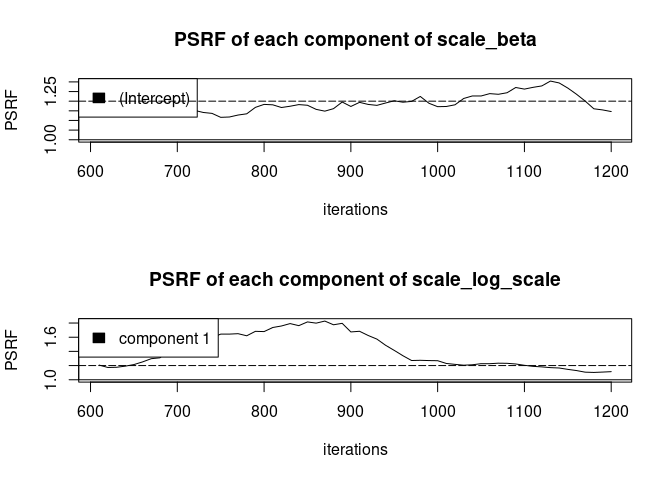 PSRF of each component of scale_beta
PSRF
1.25
1.00
(Intercept)
600 700 800 900 1000 1100 1200
iterations
PSRF of each component of scale_log_scale
PSRF
1.6
1.0
component 1
600 700 800 900 1000 1100 1200
iterations